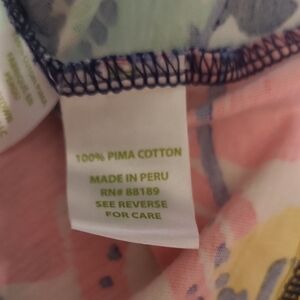 100% PIMA COTTON
MADE IN PERU
RN# 88189
SEE REVERSE
FOR CARE